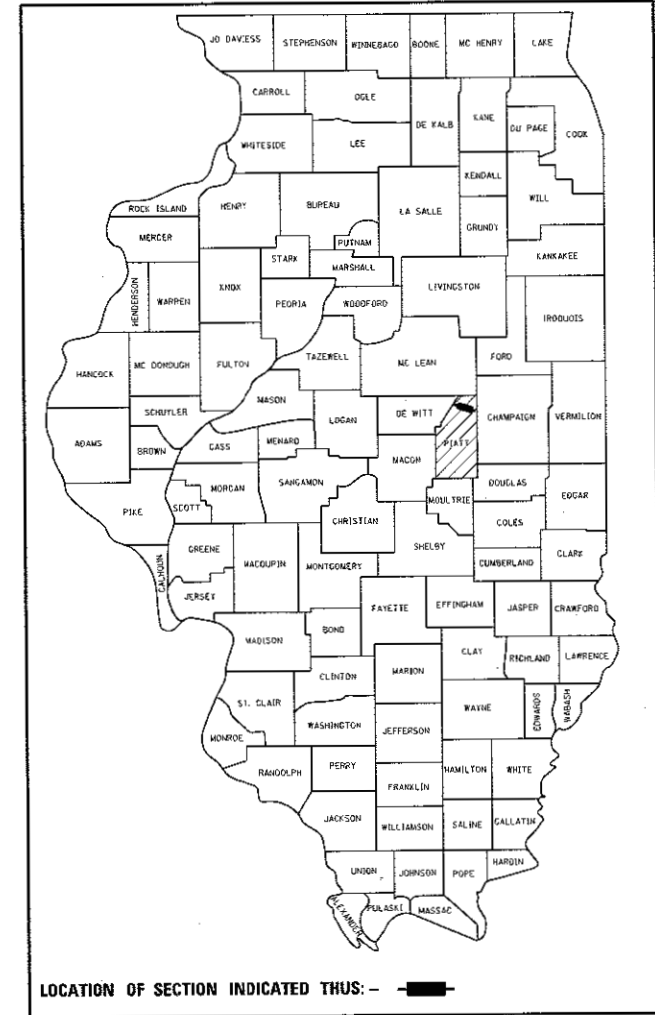 JO DAVIESS STEPHENSON WINNEBAGO BOONE MC HENRY LAKE
CARROLL OGLE DE KALB KANE DU PAGE COOK
WHITESIDE LEE
KENDALL WILL
ROCK ISLAND HENRY BUREAU LA SALLE GRUNDY
MERCER PUTNAM KANKAKEE
STARK MARSHALL
HENDERSON WARREN KNOX PEORIA WOODFORD LIVINGSTON IROQUOIS
HANCOCK MC DONOUGH FULTON TAZEWELL MC LEAN FORD
SCHUYLER MASON LOGAN DE WITT CHAMPAIGN VERMILION
ADAMS BROWN CASS MENARD MACON PIATT
PIKE SCOTT MORGAN SANGAMON CHRISTIAN MOULTRIE DOUGLAS EDGAR
COLES
CALHOUN GREENE MACOUPIN MONTGOMERY SHELBY CUMBERLAND CLARK
JERSEY FAYETTE EFFINGHAM JASPER CRAWFORD
MADISON BOND CLAY RICHLAND LAWRENCE
CLINTON MARION
ST. CLAIR WASHINGTON JEFFERSON WAYNE EDWARDS WABASH
MONROE RANDOLPH PERRY HAMILTON WHITE
FRANKLIN
JACKSON WILLIAMSON SALINE GALLATIN
UNION JOHNSON POPE HARDIN
ALEXANDER PULASKI MASSAC
LOCATION OF SECTION INDICATED THUS: -